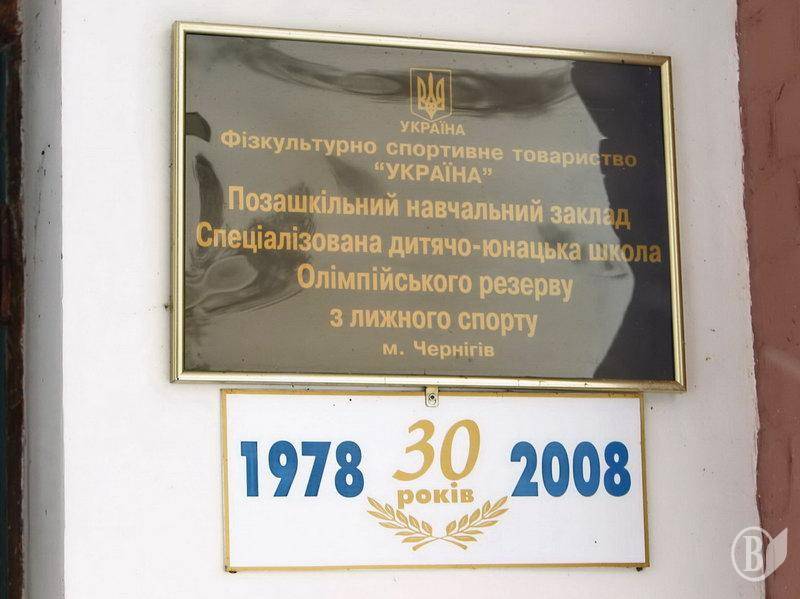 УКРАЇНА
Фізкультурно спортивне товариство
"УКРАЇНА"
Позашкільний навчальний заклад
Спеціалізована дитячо-юнацька школа
Олімпійського резерву
з лижного спорту
м. Чернігів
1978 30 2008
років
В